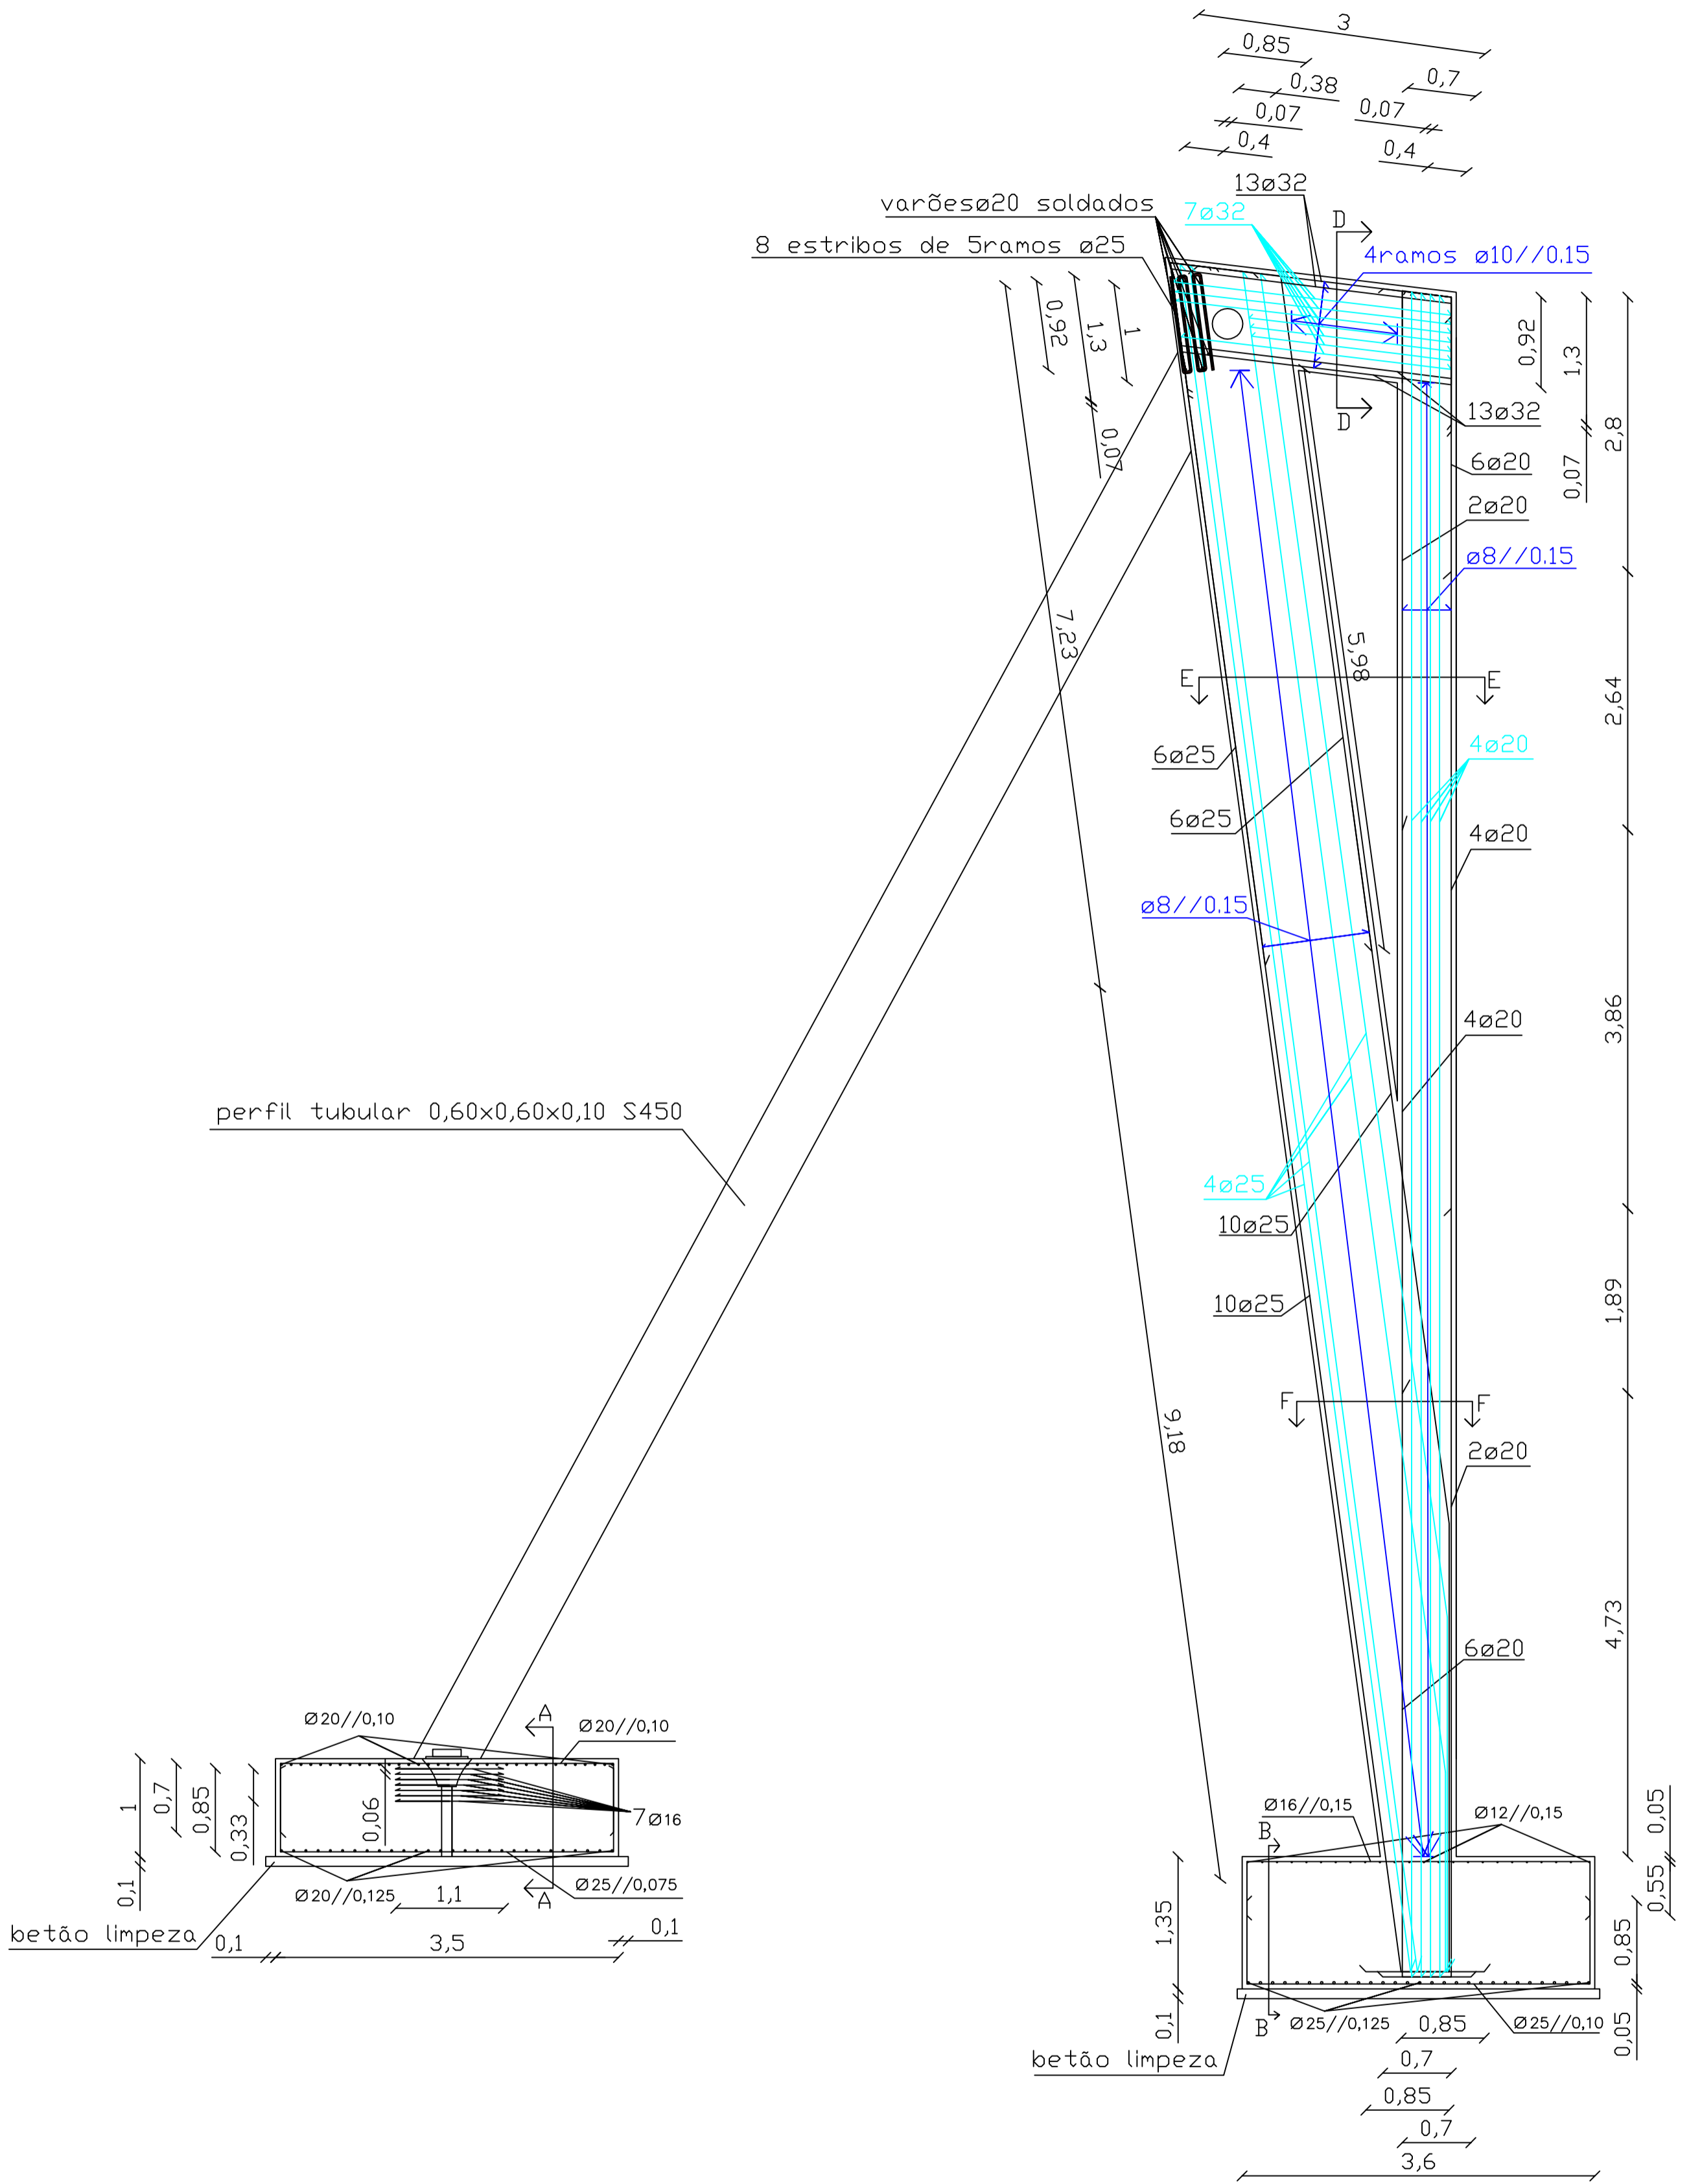 3
0,85
0,7
0,38
0,07
0,07
0,4
0,4
13ø32
varõesø20 soldados
7ø32
D
8 estribos de 5ramos ø25
4ramos ø10//0.15
0,92
1,3
1
0,07
0,92
1,3
0,07
2,8
D
13ø32
6ø20
2ø20
ø8//0.15
7,23
5,98
E
E
2,64
6ø25
4ø20
6ø25
4ø20
ø8//0.15
3,86
4ø20
perfil tubular 0,60x0,60x0,10 S450
4ø25
10ø25
10ø25
1,89
F
F
9,18
2ø20
4,73
6ø20
Ø20//0,10
A
Ø20//0,10
1
0,7
0,85
0,33
0,06
7Ø16
0,1
Ø20//0,125
1,1
A
Ø25//0,075
betão limpeza
0,1
3,5
0,1
Ø16//0,15
Ø12//0,15
B
0,05
0,55
1,35
0,85
0,1
B
Ø25//0,125
0,85
Ø25//0,10
0,05
betão limpeza
0,7
0,85
0,7
3,6